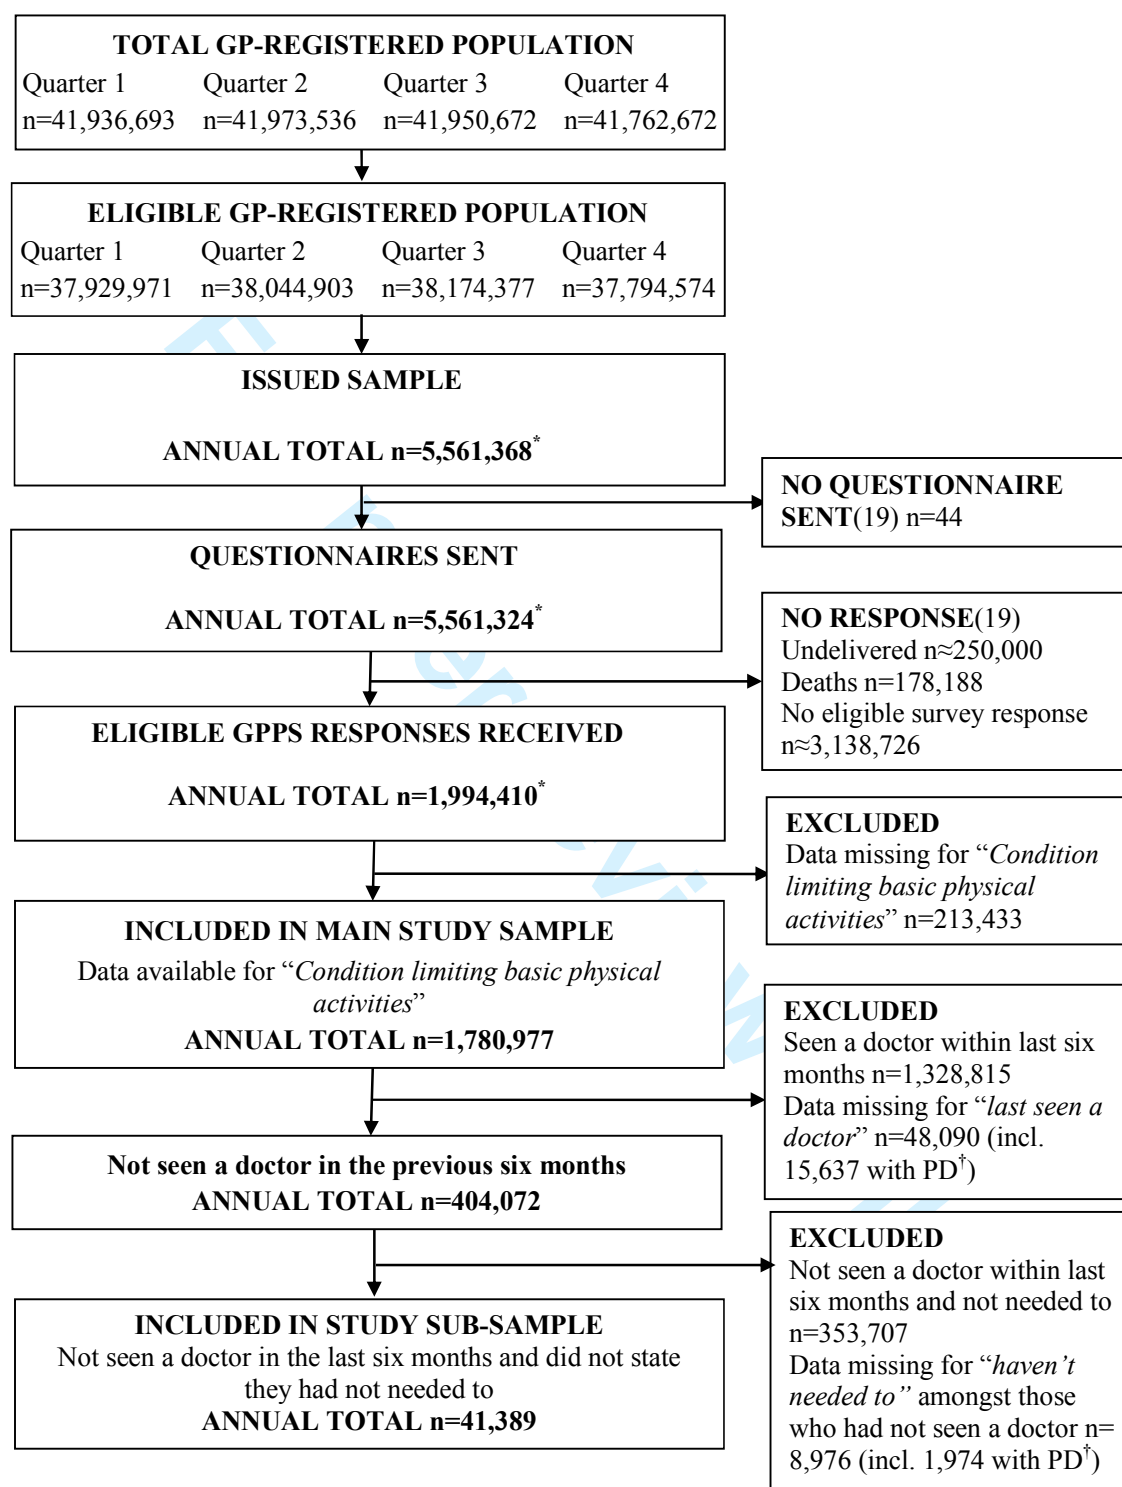 TOTAL GP-REGISTERED POPULATION
Quarter 1 Quarter 2 Quarter 3 Quarter 4
n=41,936,693 n=41,973,536 n=41,950,672 n=41,762,672
ELIGIBLE GP-REGISTERED POPULATION
Quarter 1 Quarter 2 Quarter 3 Quarter 4
n=37,929,971 n=38,044,903 n=38,174,377 n=37,794,574
ISSUED SAMPLE
ANNUAL TOTAL n=5,561,368*
NO QUESTIONNAIRE
SENT(19) n=44
QUESTIONNAIRES SENT
ANNUAL TOTAL n=5,561,324*
NO RESPONSE(19)
Undelivered n≈250,000
Deaths n=178,188
No eligible survey response
n≈3,138,726
ELIGIBLE GPPS RESPONSES RECEIVED
ANNUAL TOTAL n=1,994,410*
EXCLUDED
Data missing for “Condition
limiting basic physical
activities” n=213,433
INCLUDED IN MAIN STUDY SAMPLE
Data available for “Condition limiting basic physical
activities”
ANNUAL TOTAL n=1,780,977
EXCLUDED
Seen a doctor within last six
months n=1,328,815
Data missing for “last seen a
doctor” n=48,090 (incl.
15,637 with PD†)
Not seen a doctor in the previous six months
ANNUAL TOTAL n=404,072
EXCLUDED
Not seen a doctor within last
six months and not needed to
n=353,707
Data missing for “haven’t
needed to” amongst those
who had not seen a doctor n=
8,976 (incl. 1,974 with PD†)
INCLUDED IN STUDY SUB-SAMPLE
Not seen a doctor in the last six months and did not state
they had not needed to
ANNUAL TOTAL n=41,389